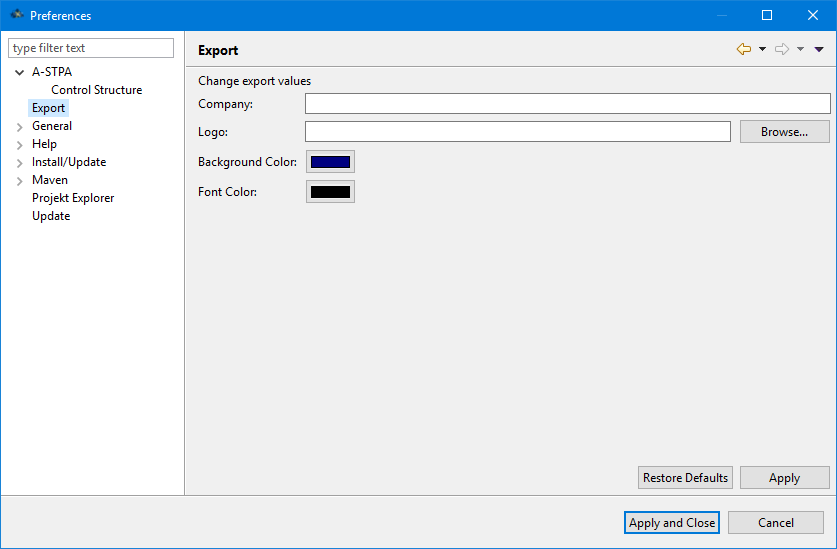 Preferences
type filter text
A-STPA
Control Structure
Export
General
Help
Install/Update
Maven
Projekt Explorer
Update
Export
Change export values
Company:
Logo:
Browse...
Background Color:
Font Color:
Restore Defaults
Apply
Apply and Close
Cancel